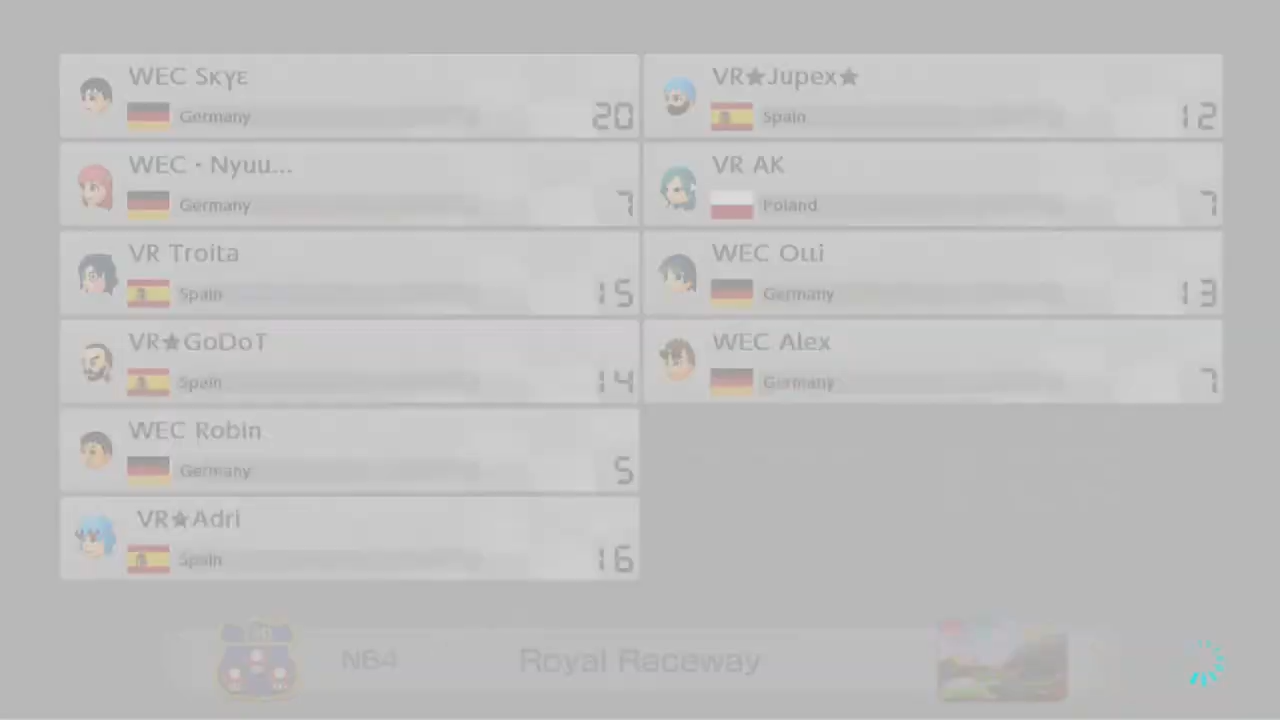 WEC Sκγε
Germany
20
WEC・Nyuu...
Germany
7
VR Troita
Spain
15
VR★GoDoT
Spain
14
WEC Robin
Germany
5
VR★Adri
Spain
16
VR★Jupex★
Spain
12
VR AK
Poland
7
WEC Oιιi
Germany
13
WEC Alex
Germany
7
N64 Royal Raceway